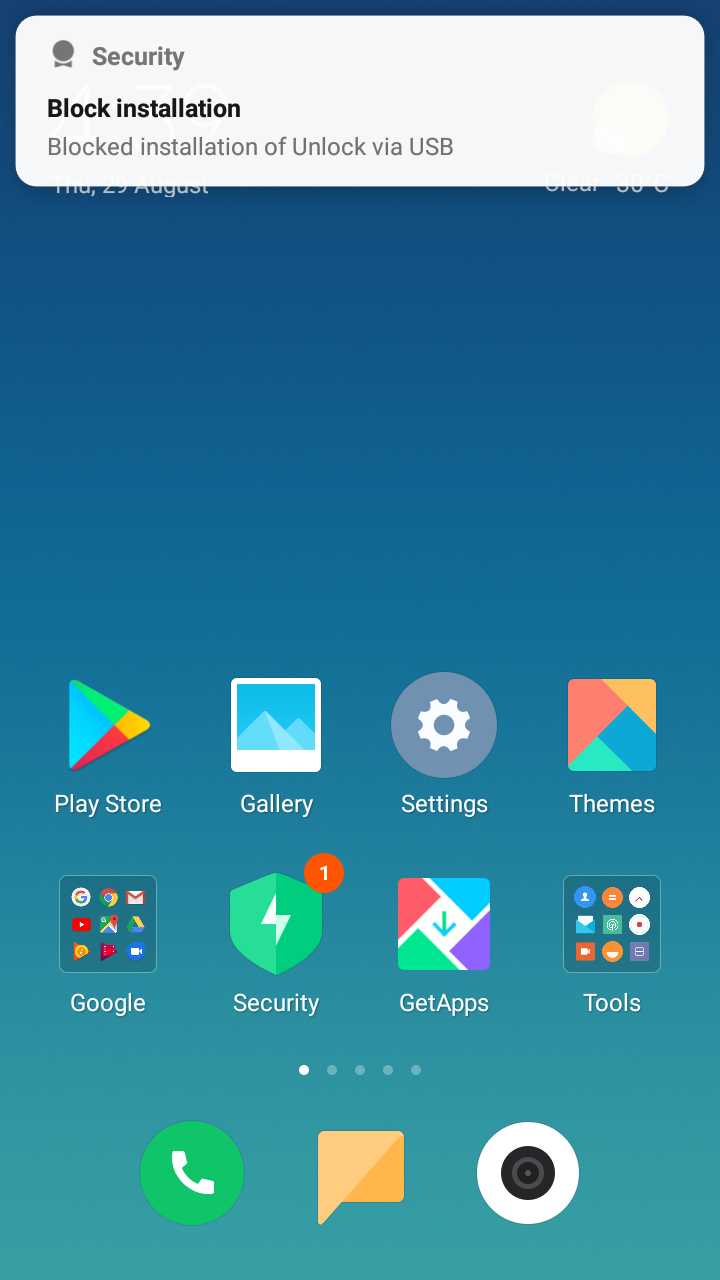 Security
Block installation
Blocked installation of Unlock via USB
Thu, 29 August
Clear 30°C
Play Store
Gallery
Settings
Themes
1
Google
Security
GetApps
Tools